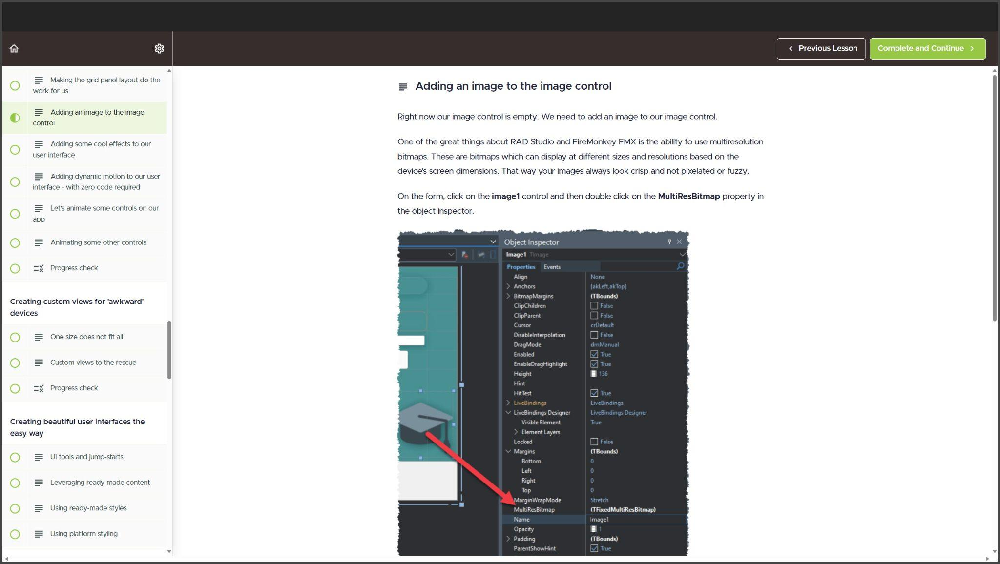 Previous Lesson
Complete and Continue
Making the grid panel layout do the
work for us
Adding an image to the image
control
Adding some cool effects to our
user interface
Adding dynamic motion to our user
interface - with zero code required
Let's animate some controls on our
app
Animating some other controls
Progress check
Creating custom views for 'awkward'
devices
One size does not fit all
Custom views to the rescue
Progress check
Creating beautiful user interfaces the
easy way
UI tools and jump-starts
Leveraging ready-made content
Using ready-made styles
Using platform styling
Adding an image to the image control
Right now our image control is empty. We need to add an image to our image control.
One of the great things about RAD Studio and FireMonkey FMX is the ability to use multiresolution
bitmaps. These are bitmaps which can display at different sizes and resolutions based on the
device's screen dimensions. That way your images always look crisp and not pixelated or fuzzy.
On the form, click on the image1 control and then double click on the MultiResBitmap property in
the object inspector.
Object Inspector
Image1 TImage
Properties Events
Align None
Anchors [akLeft,akTop]
BitmapMargins (TBounds)
ClipChildren False
ClipParent False
Cursor crDefault
DisableInterpolation False
DragMode dmManual
Enabled True
EnableDragHighlight True
Height 136
Hint
HitTest True
LiveBindings LiveBindings
LiveBindings Designer LiveBindings Designer
Visible Element True
Element Layers
Locked False
Margins (TBounds)
Bottom 0
Left 0
Right 0
Top 0
MarginWrapMode Stretch
MultiResBitmap (TFixedMultiResBitmap)
Name Image1
Opacity 1
Padding (TBounds)
ParentShowHint True